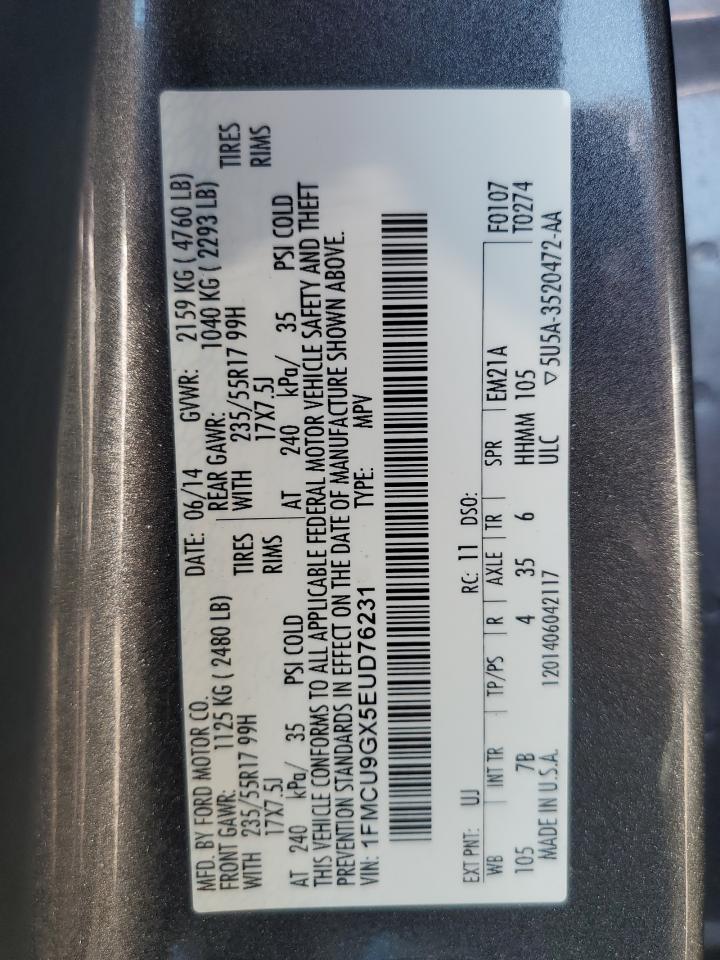 MFD. BY FORD MOTOR CO. DATE: 06/14 GVWR: 2159 KG ( 4760 LB)
FRONT GAWR: 1125 KG ( 2480 LB) REAR GAWR: 1040 KG ( 2293 LB)
WITH 235/55R17 99H TIRES WITH 235/55R17 99H TIRES
17X7.5J RIMS 17X7.5J RIMS
AT 240 kPa/ 35 PSI COLD AT 240 kPa/ 35 PSI COLD
THIS VEHICLE CONFORMS TO ALL APPLICABLE FEDERAL MOTOR VEHICLE SAFETY AND THEFT
PREVENTION STANDARDS IN EFFECT ON THE DATE OF MANUFACTURE SHOWN ABOVE.
VIN: 1FMCU9GX5EUD76231 TYPE: MPV
EXT PNT: UJ RC: 11 DSO:
WB INT TR TP/PS R AXLE TR SPR EM21A F0107
105 7B 4 35 6 HHMM 105 T0274
MADE IN U.S.A. 1201406042117 ULC ▽ 5U5A-3520472-AA